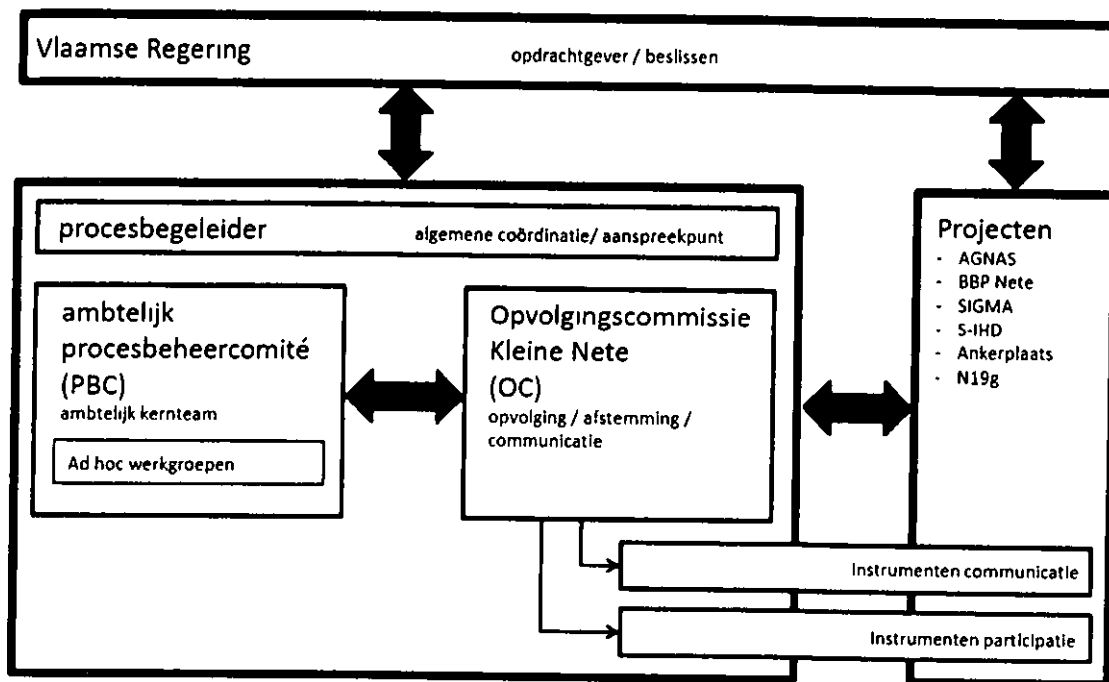 Vlaamse Regering
opdrachtgever / beslissen
procesbegeleider
algemene coördinatie/ aanspreekpunt
ambtelijk
procesbeheercomité
(PBC)
ambtelijk kernteam
Ad hoc werkgroepen
Opvolgingscommissie
Kleine Nete
(OC)
opvolging / afstemming /
communicatie
Projecten
- AGNAS
- BBP Nete
- SIGMA
- S-IHD
- Ankerplaats
- N19g
Instrumenten communicatie
Instrumenten participatie